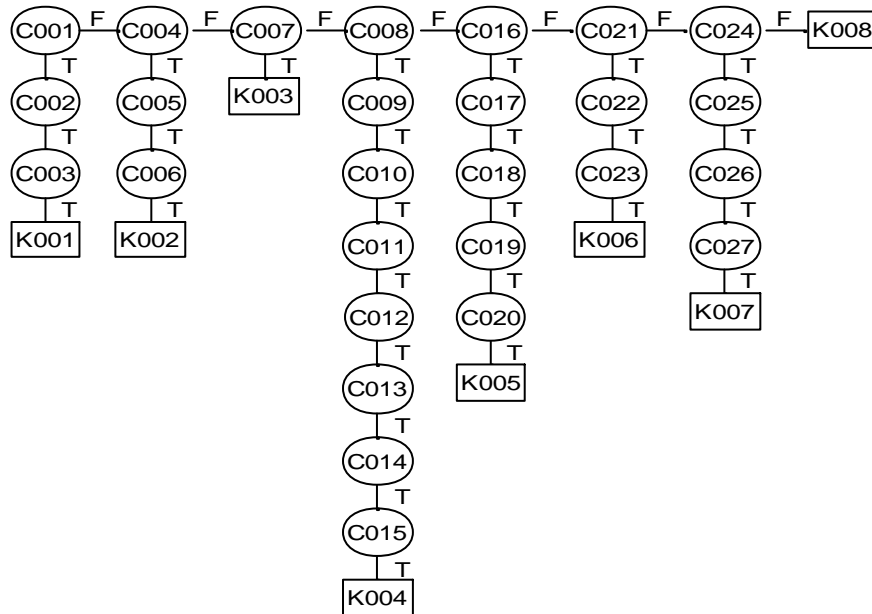 C001 F C004 F C007 F C008 F C016 F C021 F C024 F K008
T T T T T T T
C002 C005 K003 C009 C017 C022 C025
T T T T T T
C003 C006 C010 C018 C023 C026
T T T T T T
K001 K002 C011 C019 K006 C027
T T T
C012 C020 K007
T T
C013 K005
T
C014
T
C015
T
K004